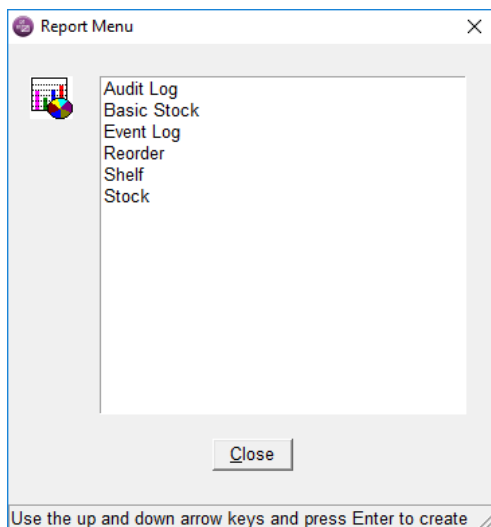 Report Menu
Audit Log
Basic Stock
Event Log
Reorder
Shelf
Stock
Close
Use the up and down arrow keys and press Enter to create